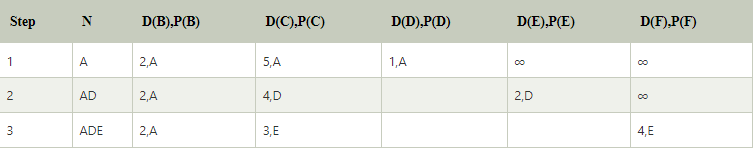 Step N D(B),P(B) D(C),P(C) D(D),P(D) D(E),P(E) D(F),P(F)
1 A 2,A 5,A 1,A ∞ ∞
2 AD 2,A 4,D 2,D ∞
3 ADE 2,A 3,E 4,E